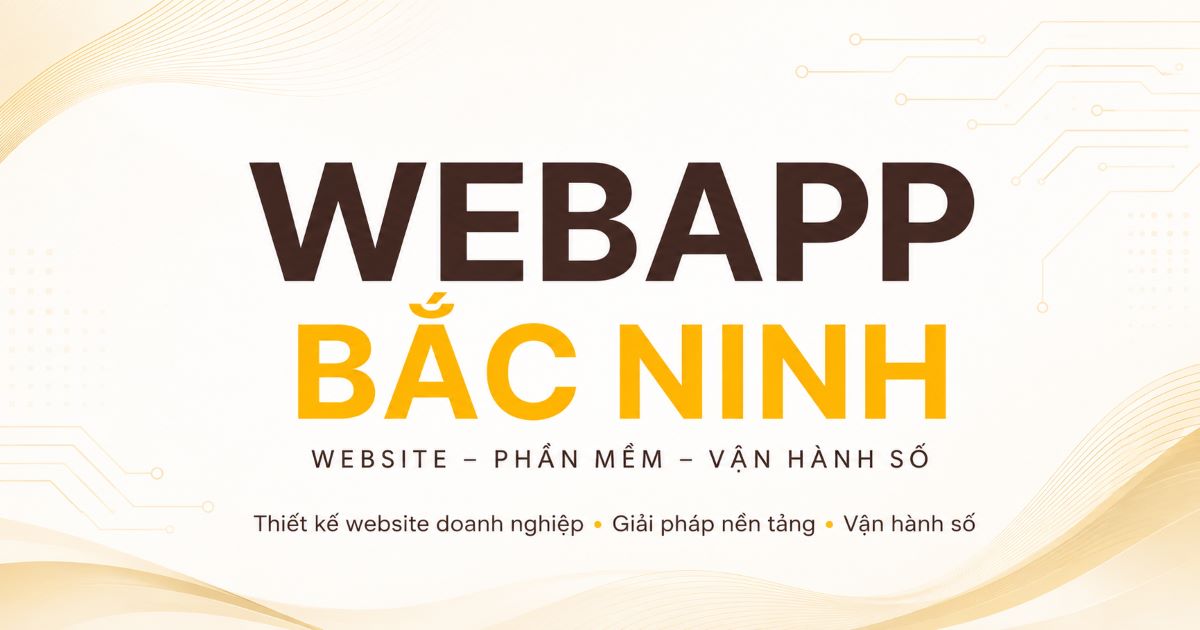 WEBAPP
BẮC NINH
WEBSITE – PHẦN MỀM – VẬN HÀNH SỐ
Thiết kế website doanh nghiệp • Giải pháp nền tảng • Vận hành số